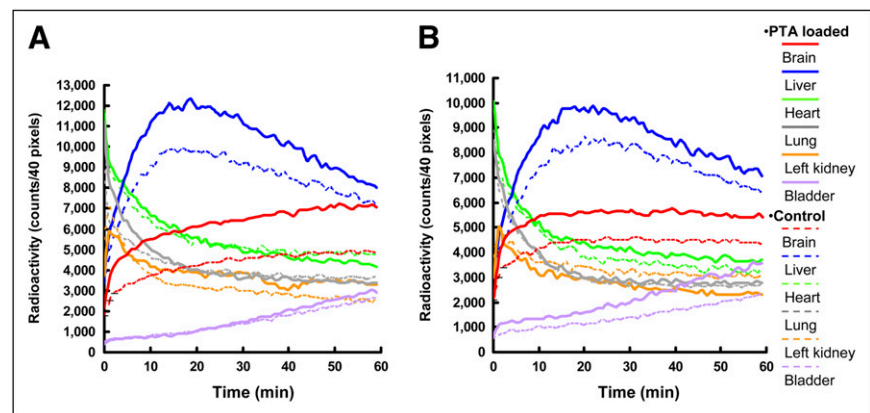 A
Radioactivity (counts/40 pixels)
13,000
12,000
11,000
10,000
9,000
8,000
7,000
6,000
5,000
4,000
3,000
2,000
1,000
0
0 10 20 30 40 50 60
Time (min)
B
Radioactivity (counts/40 pixels)
11,000
10,000
9,000
8,000
7,000
6,000
5,000
4,000
3,000
2,000
1,000
0
0 10 20 30 40 50 60
Time (min)
•PTA loaded
Brain
Liver
Heart
Lung
Left kidney
Bladder
•Control
Brain
Liver
Heart
Lung
Left kidney
Bladder